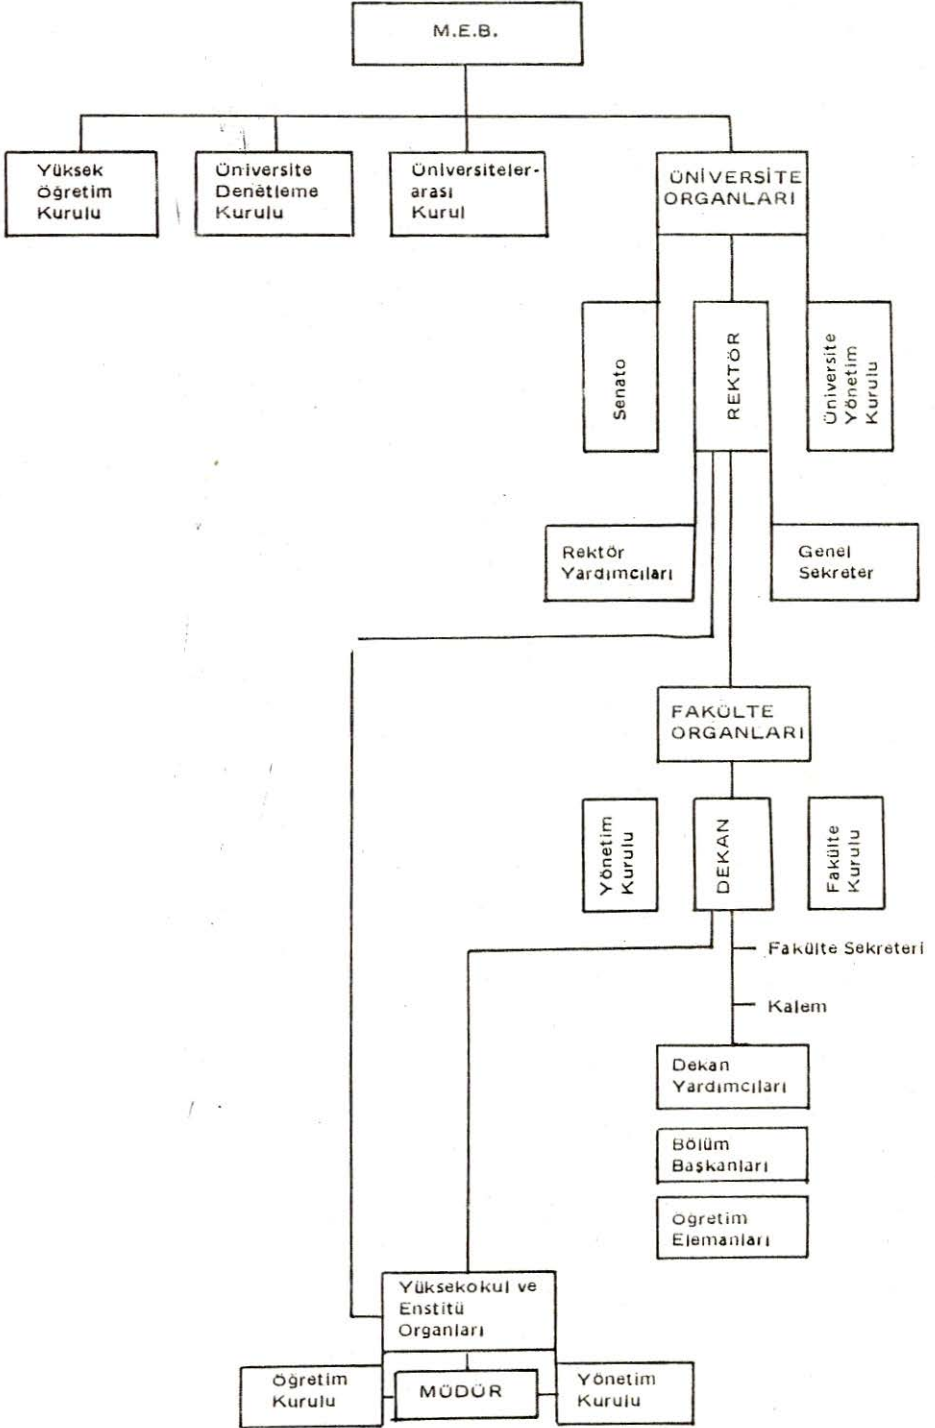 M.E.B.
Yüksek
Öğretim
Kurulu
Üniversite
Denetleme
Kurulu
Üniversiteler-
arası
Kurul
ÜNİVERSİTE
ORGANLARI
Senato
REKTÖR
Üniversite
Yönetim
Kurulu
Rektör
Yardımcıları
Genel
Sekreter
FAKÜLTE
ORGANLARI
Yönetim
Kurulu
DEKAN
Fakülte
Kurulu
Fakülte Sekreteri
Kalem
Dekan
Yardımcıları
Bölüm
Başkanları
Öğretim
Elemanları
Yüksekokul ve
Enstitü
Organları
Öğretim
Kurulu
MÜDÜR
Yönetim
Kurulu